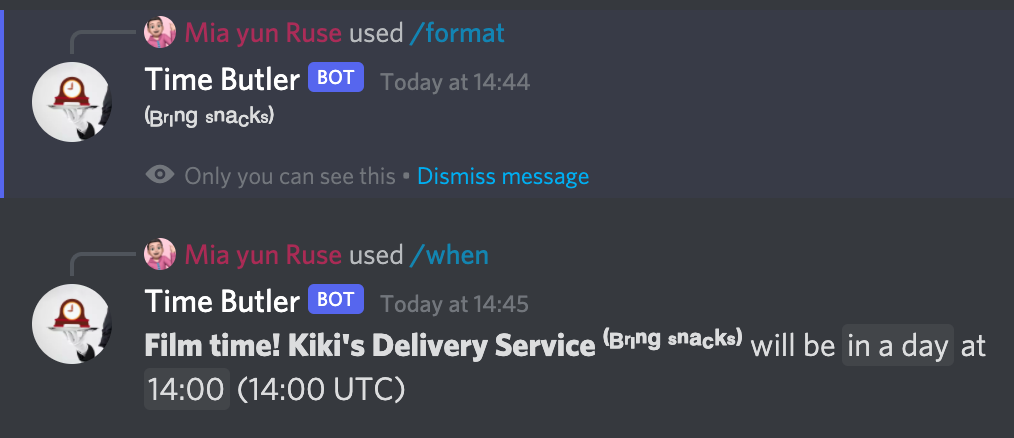 Mia yun Ruse used /format
Time Butler BOT Today at 14:44
(Bring snacks)
Only you can see this • Dismiss message
Mia yun Ruse used /when
Time Butler BOT Today at 14:45
Film time! Kiki's Delivery Service (Bring snacks) will be in a day at
14:00 (14:00 UTC)